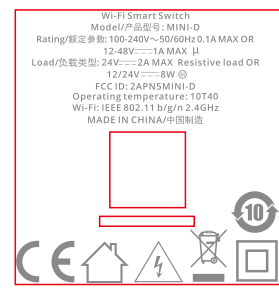 Wi-Fi Smart Switch
Model/产品型号: MINI-D
Rating/额定参数: 100-240V～50/60Hz 0.1A MAX OR
12-48V⎓1A MAX μ
Load/负载类型: 24V⎓2A MAX Resistive load OR
12/24V⎓8W
FCC ID: 2APN5MINI-D
Operating temperature: 10T40
Wi-Fi: IEEE 802.11 b/g/n 2.4GHz
MADE IN CHINA/中国制造
10
CE